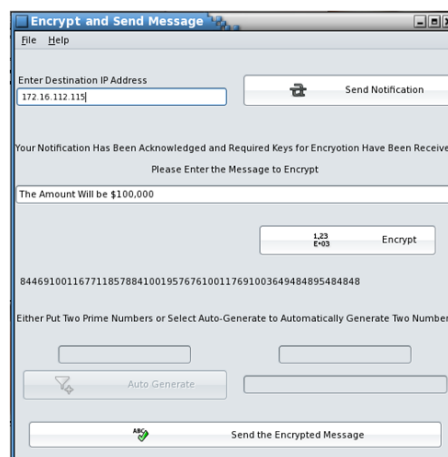 Encrypt and Send Message
File Help
Enter Destination IP Address
172.16.112.115
Send Notification
Your Notification Has Been Acknowledged and Required Keys for Encryotion Have Been Receive
Please Enter the Message to Encrypt
The Amount Will be $100,000
1,23
E+03
Encrypt
84469100116771185788410019576761001176910036494848954848​48
Either Put Two Prime Numbers or Select Auto-Generate to Automatically Generate Two Number
Auto Generate
ABC
Send the Encrypted Message